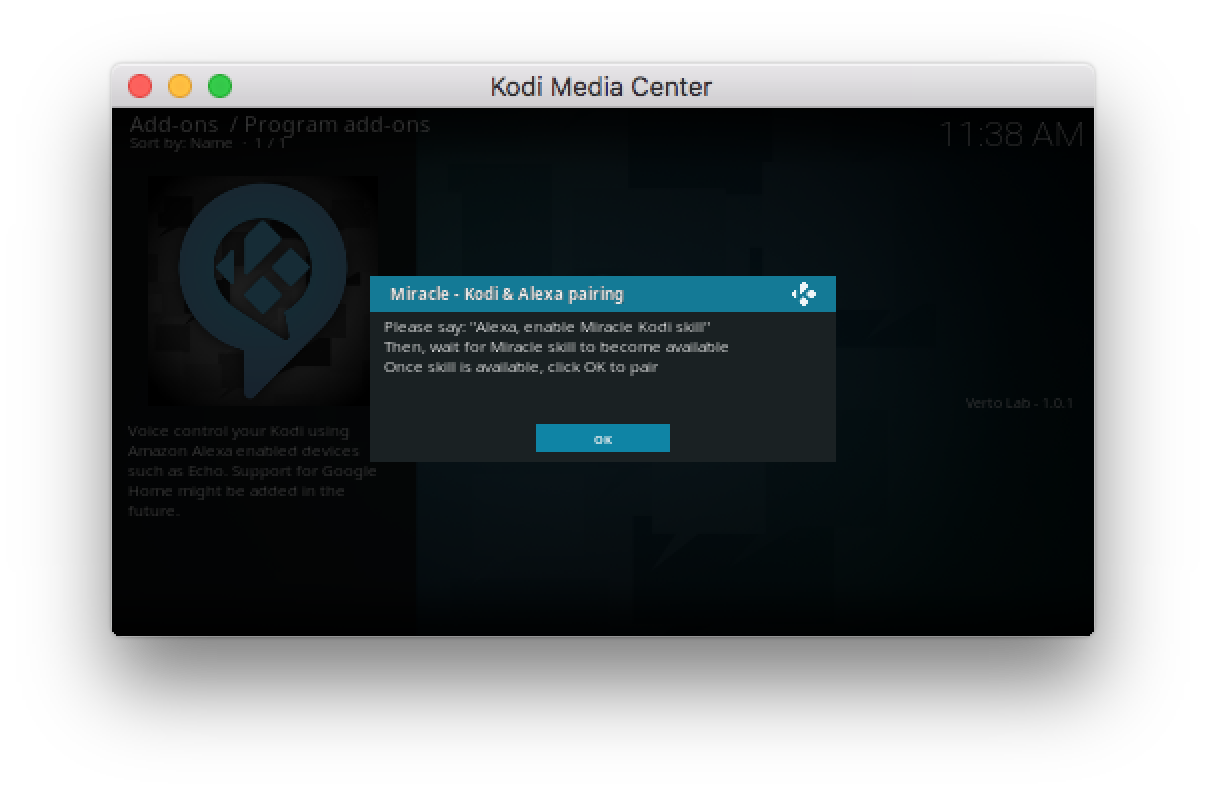 Kodi Media Center
Add-ons / Program add-ons
Sort by: Name · 1 / 1
11:38 AM
Miracle - Kodi & Alexa pairing
Please say: "Alexa, enable Miracle Kodi skill"
Then, wait for Miracle skill to become available
Once skill is available, click OK to pair
OK
Verto Lab - 1.0.1
Voice control your Kodi using
Amazon Alexa enabled devices
such as Echo. Support for Google
Home might be added in the
future.